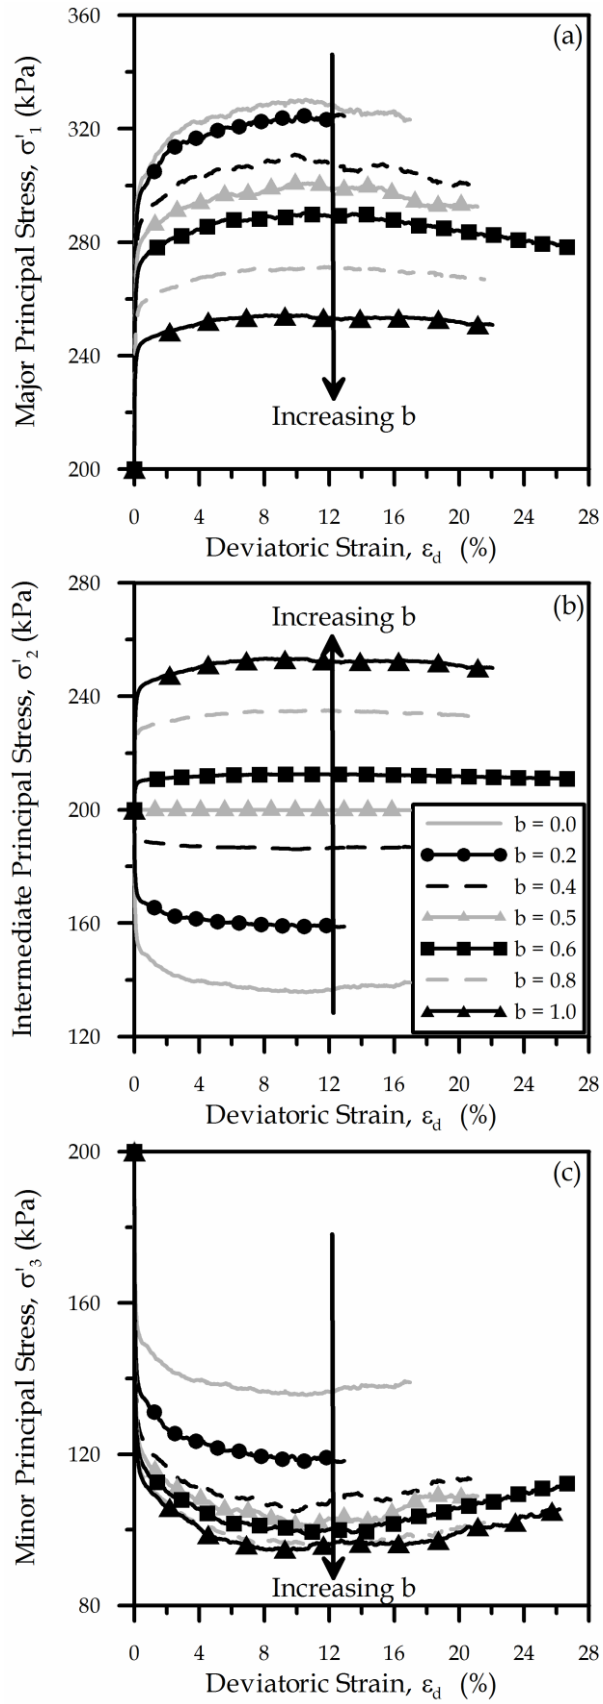 (a)
Major Principal Stress, σ'1 (kPa)
360
320
280
240
200
Increasing b
0 4 8 12 16 20 24 28
Deviatoric Strain, εd (%)
(b)
Intermediate Principal Stress, σ'2 (kPa)
280
240
200
160
120
Increasing b
b = 0.0
b = 0.2
b = 0.4
b = 0.5
b = 0.6
b = 0.8
b = 1.0
0 4 8 12 16 20 24 28
Deviatoric Strain, εd (%)
(c)
Minor Principal Stress, σ'3 (kPa)
200
160
120
80
Increasing b
0 4 8 12 16 20 24 28
Deviatoric Strain, εd (%)